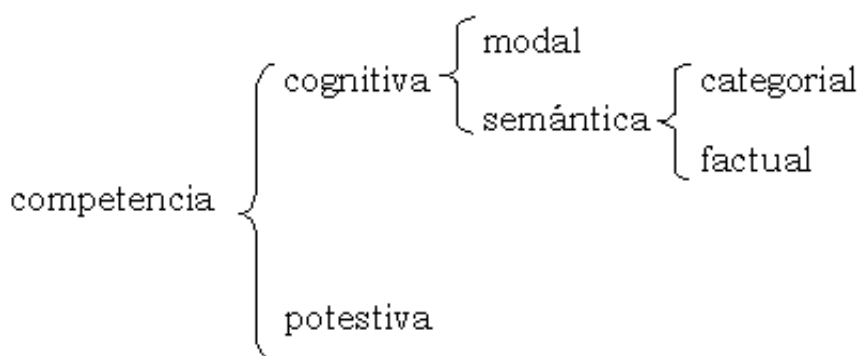 modal
cognitiva
categorial
semántica
factual
competencia
potestiva